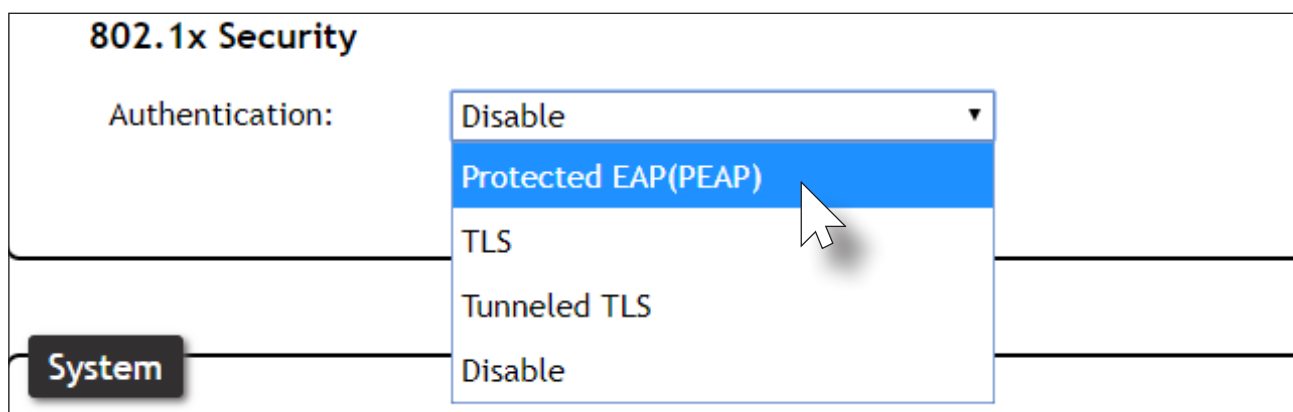 802.1x Security
Authentication:
Disable
Protected EAP(PEAP)
TLS
Tunneled TLS
Disable
System